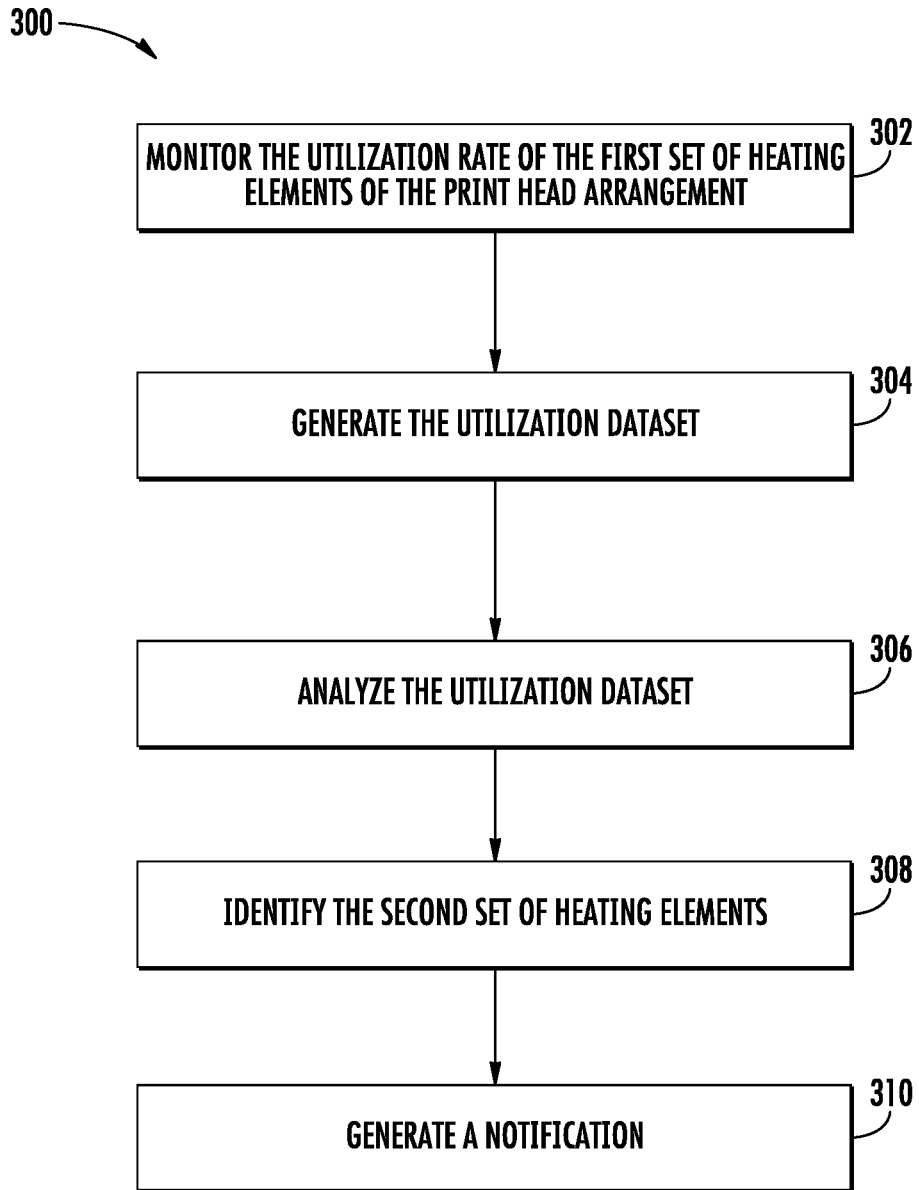 300
302
MONITOR THE UTILIZATION RATE OF THE FIRST SET OF HEATING
ELEMENTS OF THE PRINT HEAD ARRANGEMENT
304
GENERATE THE UTILIZATION DATASET
306
ANALYZE THE UTILIZATION DATASET
308
IDENTIFY THE SECOND SET OF HEATING ELEMENTS
310
GENERATE A NOTIFICATION